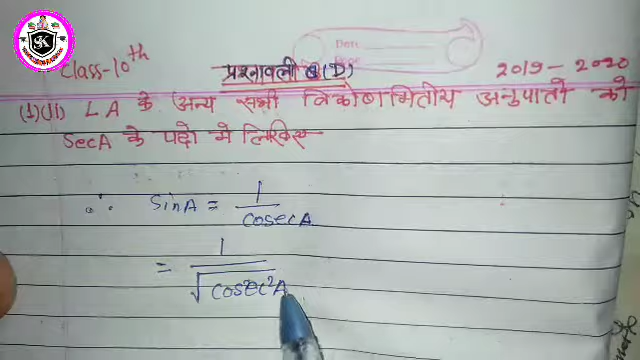 Class-10th
प्रश्नावली 8(D)
2019-2020
(1)(ii) LA के अन्य सभी त्रिकोणमितीय अनुपातों को
SecA के पदों में लिखिए
∴ SinA = 1/cosecA
= 1/√cosec²A